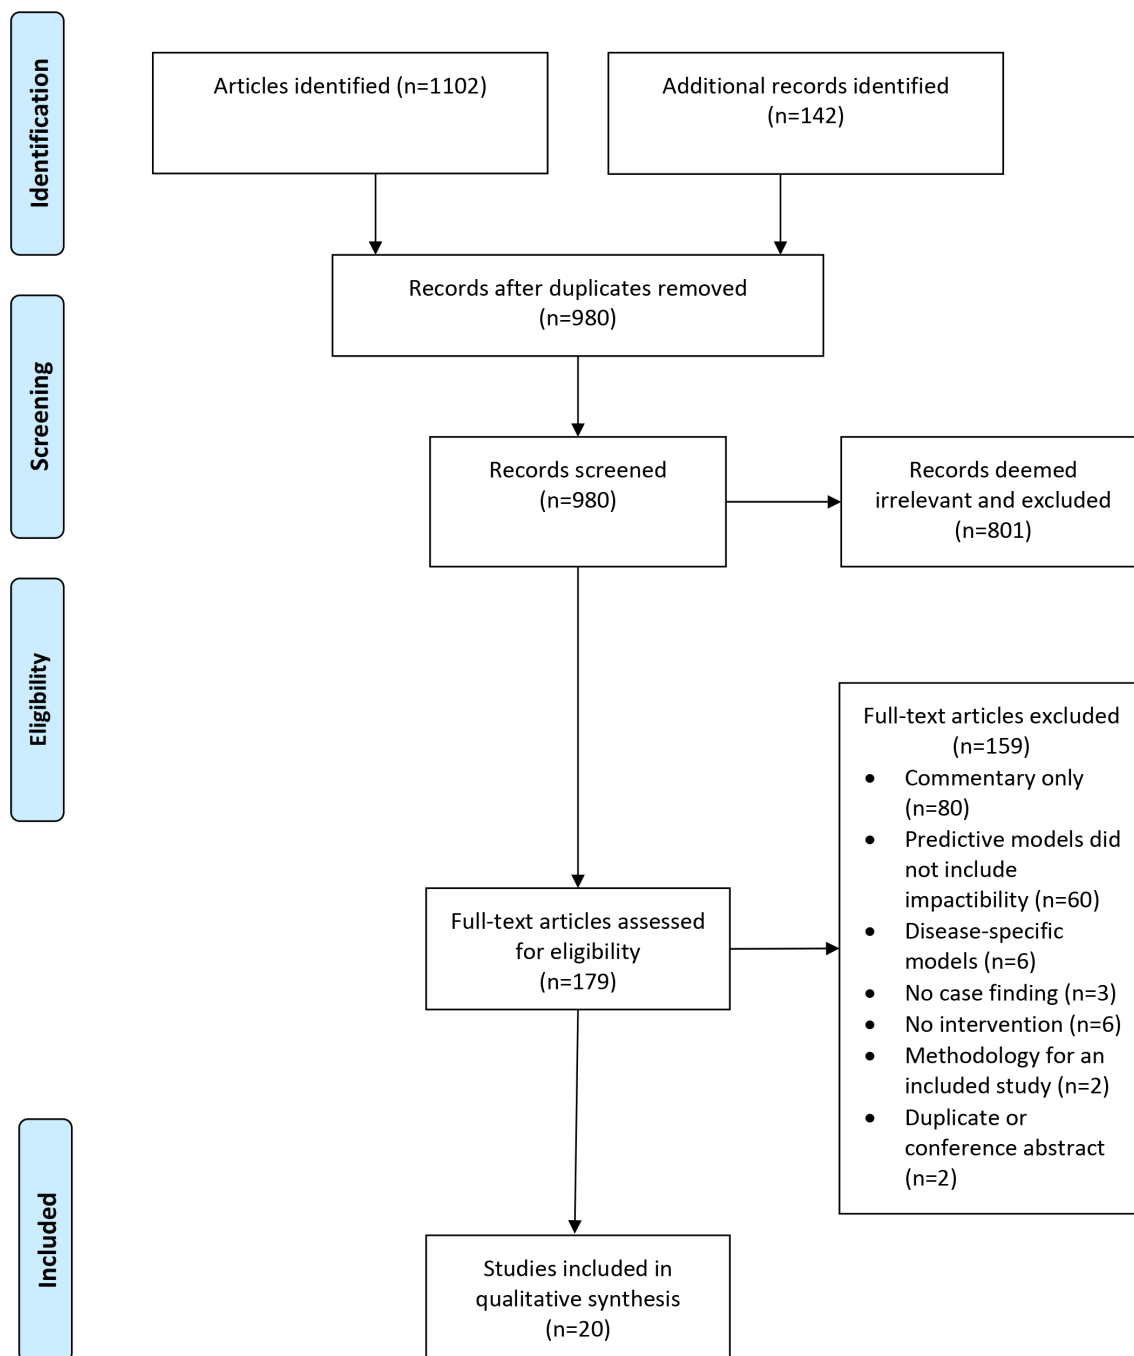 Identification
Articles identified (n=1102)
Additional records identified
(n=142)
Records after duplicates removed
(n=980)
Screening
Records screened
(n=980)
Records deemed
irrelevant and excluded
(n=801)
Eligibility
Full-text articles assessed
for eligibility
(n=179)
Full-text articles excluded
(n=159)
• Commentary only
(n=80)
• Predictive models did
not include
impactibility (n=60)
• Disease-specific
models (n=6)
• No case finding (n=3)
• No intervention (n=6)
• Methodology for an
included study (n=2)
• Duplicate or
conference abstract
(n=2)
Included
Studies included in
qualitative synthesis
(n=20)